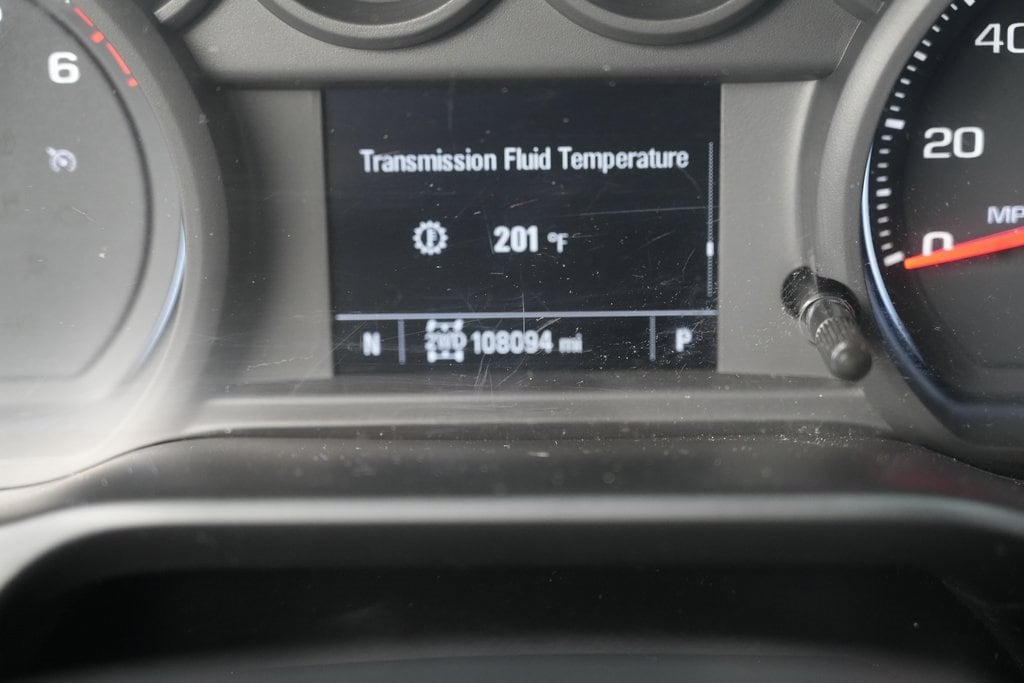 6
40
20
MP
0
Transmission Fluid Temperature
201 °F
N 2WD 108094 mi P